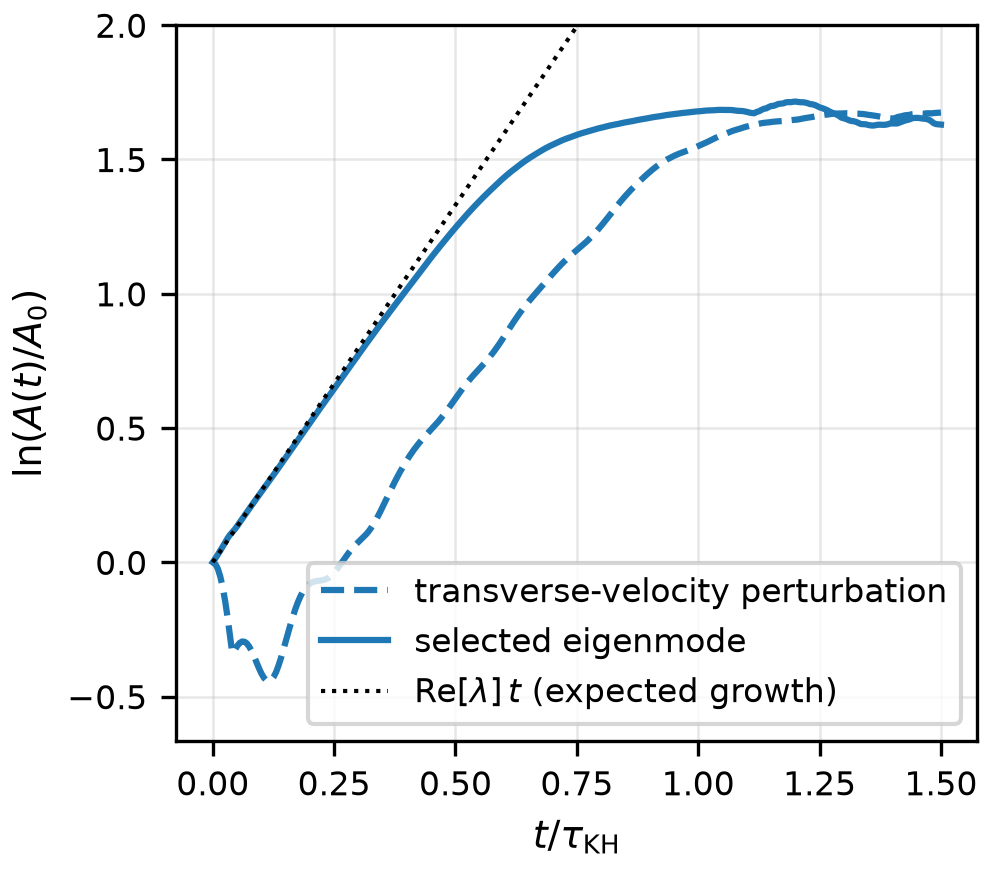 2.0
1.5
1.0
0.5
0.0
−0.5
ln(A(t)/A₀)
transverse-velocity perturbation
selected eigenmode
Re[λ] t (expected growth)
0.00 0.25 0.50 0.75 1.00 1.25 1.50
t/τ_KH